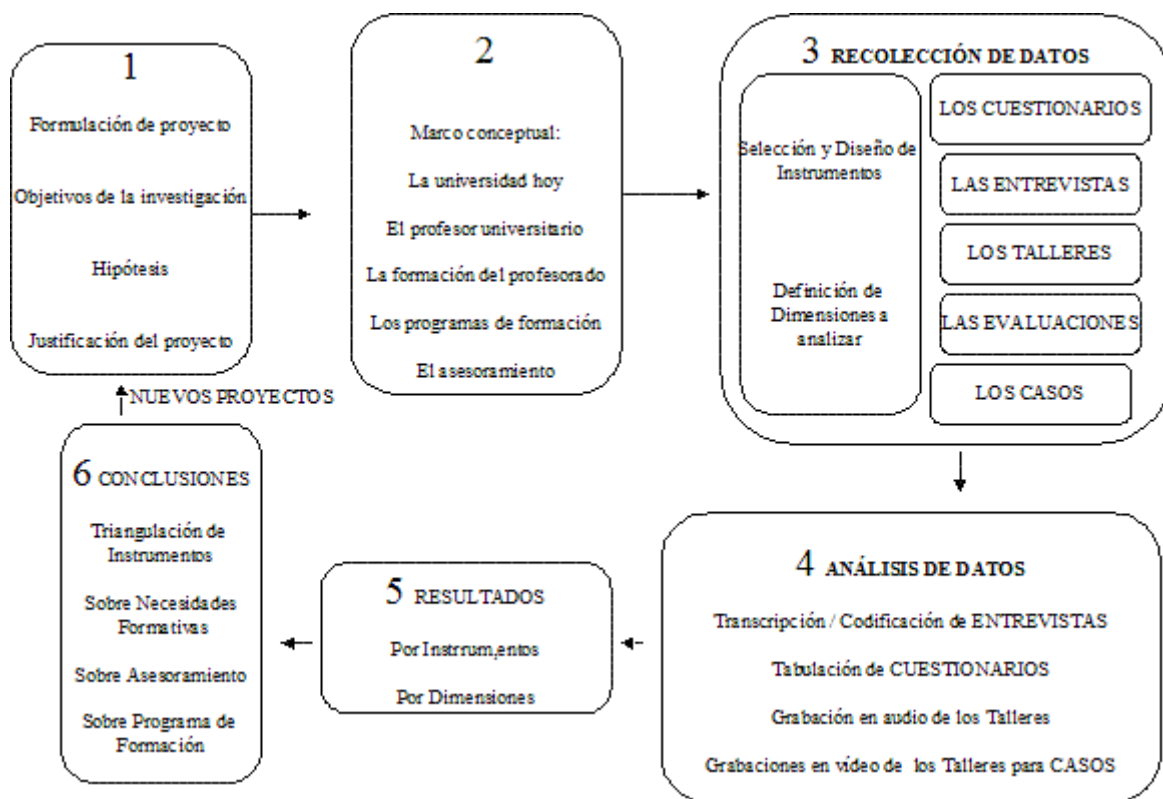 1
Formulación de proyecto
Objetivos de la investigación
Hipótesis
Justificación del proyecto
2
Marco conceptual:
La universidad hoy
El profesor universitario
La formación del profesorado
Los programas de formación
El asesoramiento
3 RECOLECCIÓN DE DATOS
Selección y Diseño de
Instrumentos
Definición de
Dimensiones a
analizar
LOS CUESTIONARIOS
LAS ENTREVISTAS
LOS TALLERES
LAS EVALUACIONES
LOS CASOS
4 ANÁLISIS DE DATOS
Transcripción / Codificación de ENTREVISTAS
Tabulación de CUESTIONARIOS
Grabación en audio de los Talleres
Grabaciones en vídeo de los Talleres para CASOS
5 RESULTADOS
Por Instrrum,entos
Por Dimensiones
6 CONCLUSIONES
Triangulación de
Instrumentos
Sobre Necesidades
Formativas
Sobre Asesoramiento
Sobre Programa de
Formación
NUEVOS PROYECTOS